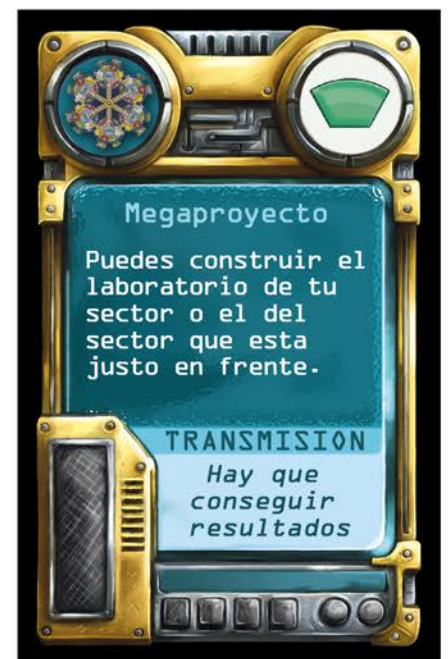 Megaproyecto
Puedes construir el
laboratorio de tu
sector o el del
sector que esta
justo en frente.
TRANSMISION
Hay que
conseguir
resultados